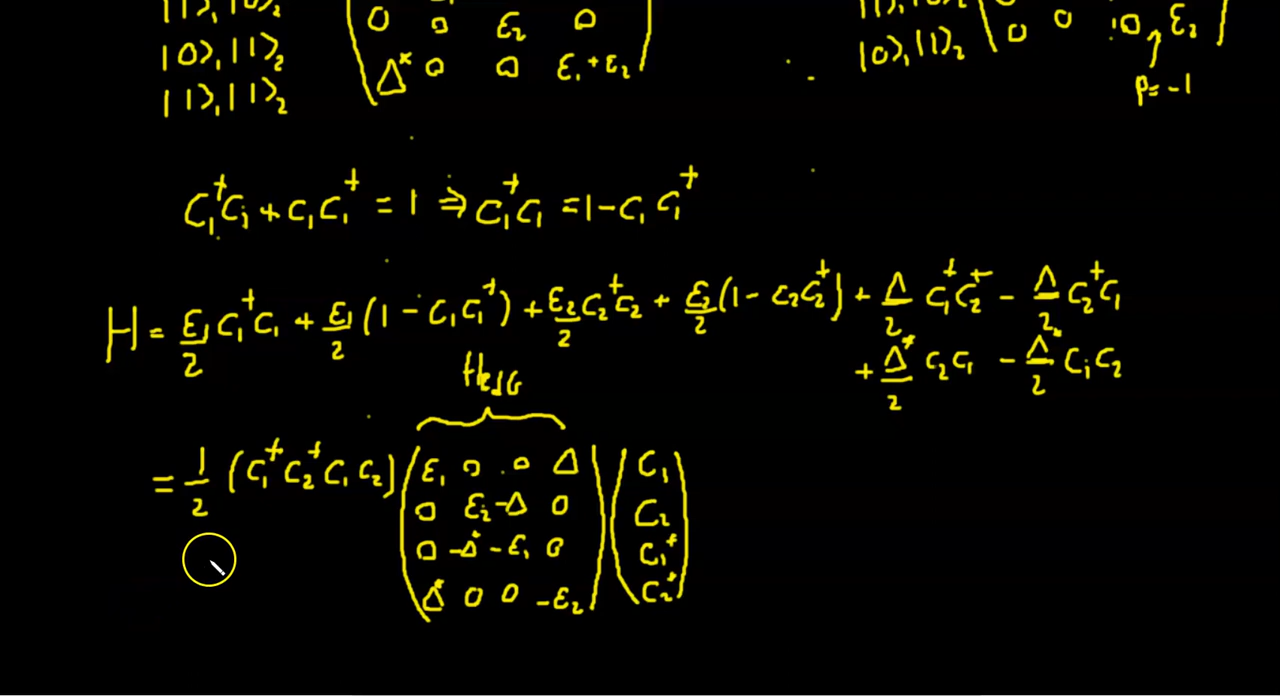 |1⟩₁|0⟩₂
0 0 ε₂ 0
|1⟩₁|0⟩₂ 0 0 0 ε₂
|0⟩₁|1⟩₂
Δ* 0 0 ε₁+ε₂
|0⟩₁|1⟩₂
|1⟩₁|1⟩₂
P=-1
C₁†C₁ + C₁C₁† = 1 ⇒ C₁†C₁ = 1 - C₁C₁†
H = ε₁/2 C₁†C₁ + ε₁/2 (1 - C₁C₁†) + ε₂/2 C₂†C₂ + ε₂/2 (1 - C₂C₂†) + Δ/2 C₁†C₂† - Δ/2 C₂†C₁
+ Δ*/2 C₂C₁ - Δ*/2 C₁C₂
H_BdG
= 1/2 (C₁† C₂† C₁ C₂) (ε₁ 0 0 Δ) (C₁)
0 ε₂ -Δ 0 C₂
0 -Δ* -ε₁ 0 C₁†
Δ* 0 0 -ε₂ C₂†